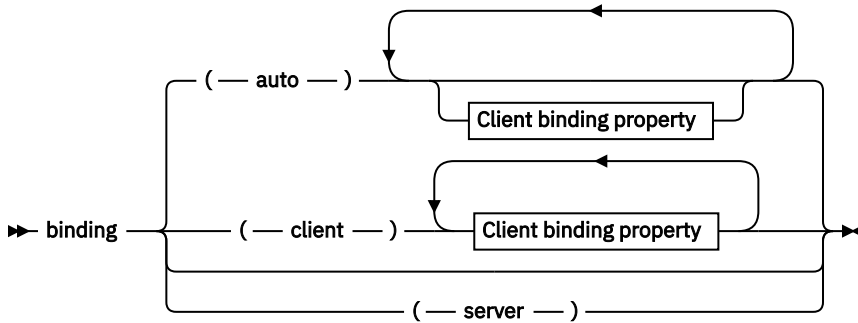 ( auto )
Client binding property
binding ( client ) Client binding property
( server )